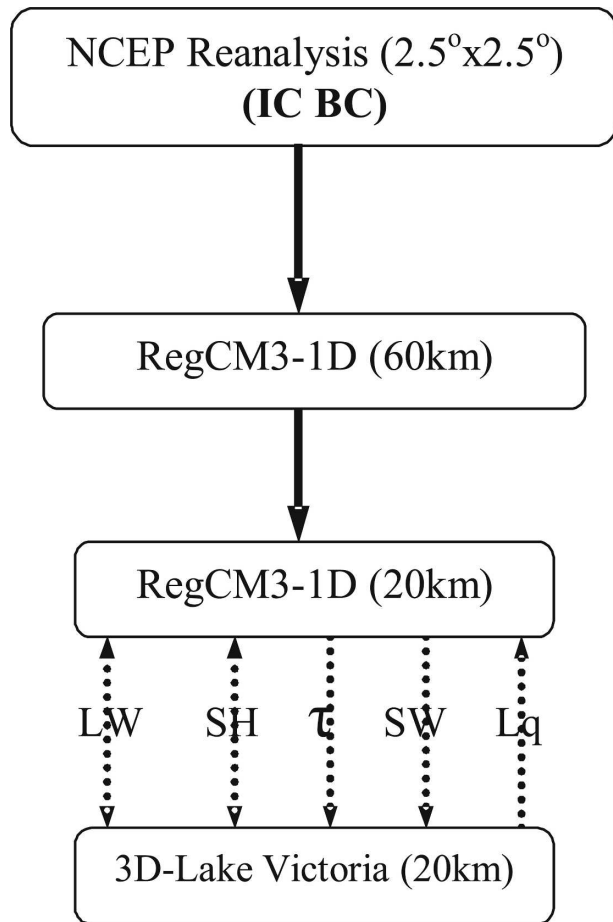 NCEP Reanalysis (2.5°x2.5°)
(IC BC)
RegCM3-1D (60km)
RegCM3-1D (20km)
LW SH τ SW Lq
3D-Lake Victoria (20km)